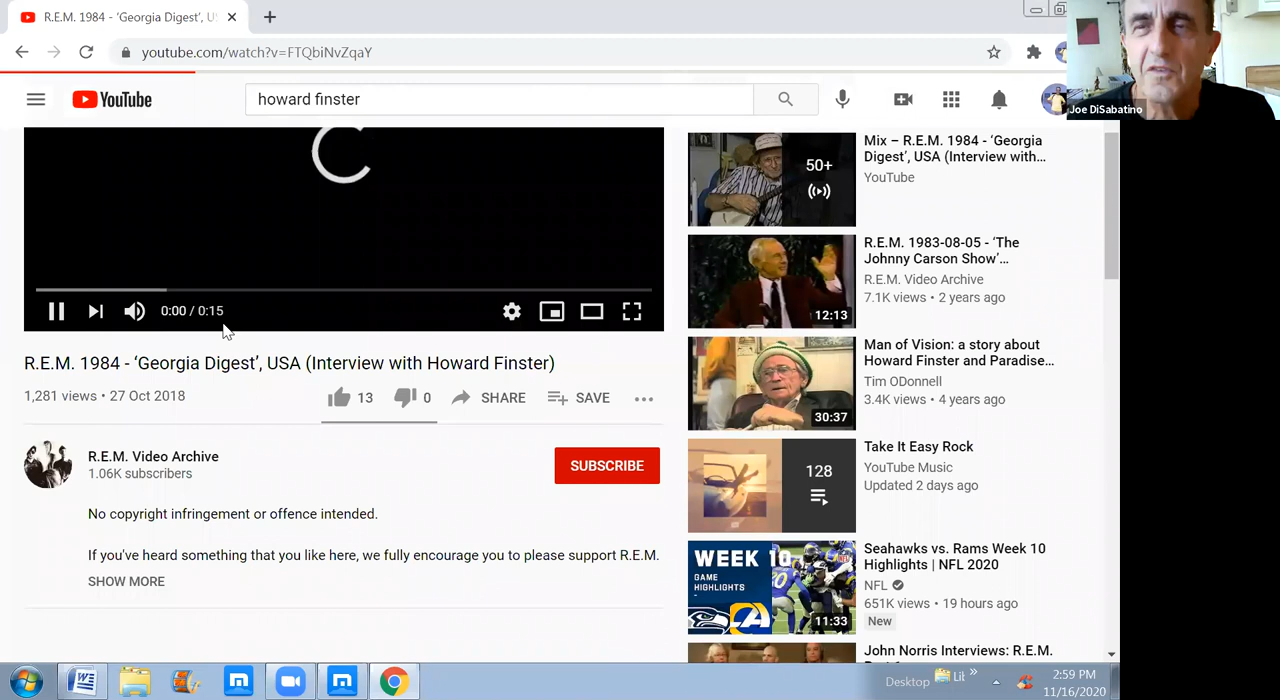 R.E.M. 1984 - 'Georgia Digest', U
youtube.com/watch?v=FTQbiNvZqaY
YouTube
howard finster
Joe DiSabatino
0:00 / 0:15
R.E.M. 1984 - ‘Georgia Digest’, USA (Interview with Howard Finster)
1,281 views • 27 Oct 2018
13
0
SHARE
SAVE
R.E.M. Video Archive
1.06K subscribers
SUBSCRIBE
No copyright infringement or offence intended.
If you've heard something that you like here, we fully encourage you to please support R.E.M.
SHOW MORE
50+
Mix – R.E.M. 1984 - ‘Georgia
Digest’, USA (Interview with...
YouTube
12:13
R.E.M. 1983-08-05 - ‘The
Johnny Carson Show’...
R.E.M. Video Archive
7.1K views • 2 years ago
30:37
Man of Vision: a story about
Howard Finster and Paradise...
Tim ODonnell
3.4K views • 4 years ago
128
Take It Easy Rock
YouTube Music
Updated 2 days ago
WEEK 10
GAME
HIGHLIGHTS
11:33
Seahawks vs. Rams Week 10
Highlights | NFL 2020
NFL
651K views • 19 hours ago
New
John Norris Interviews: R.E.M.
Desktop
Lil
2:59 PM
11/16/2020